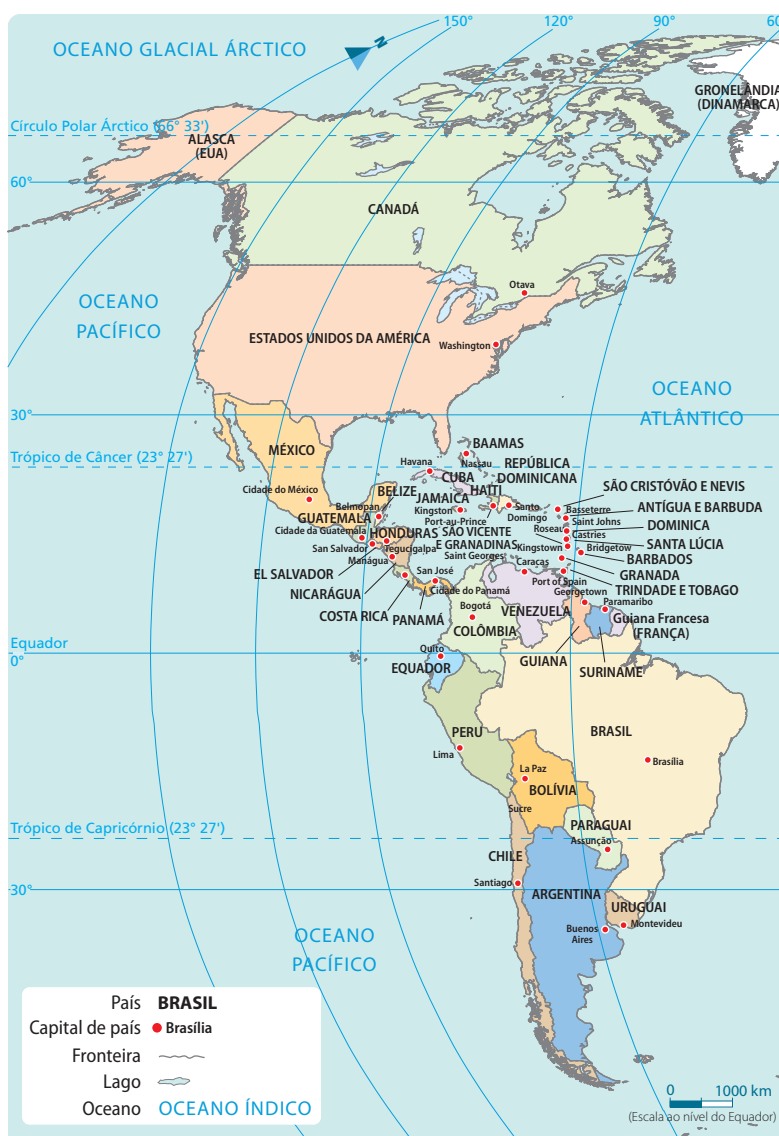 150°
120°
90°
60°
OCEANO GLACIAL ÁRCTICO
N
GRONELÂNDIA
(DINAMARCA)
Círculo Polar Árctico (66° 33')
ALASCA
(EUA)
60°
CANADÁ
OCEANO
PACÍFICO
Otava
ESTADOS UNIDOS DA AMÉRICA
Washington
OCEANO
ATLÂNTICO
30°
Trópico de Câncer (23° 27')
MÉXICO
Cidade do México
BAAMAS
Nassau
Havana
CUBA
REPÚBLICA
DOMINICANA
HAITI
Santo
Domingo
JAMAICA
Kingston
Port-au-Prince
BELIZE
Belmopan
GUATEMALA
Cidade da Guatemala
HONDURAS
Tegucigalpa
San Salvador
EL SALVADOR
Manágua
NICARÁGUA
San José
COSTA RICA
Cidade do Panamá
PANAMÁ
SÃO CRISTÓVÃO E NEVIS
Basseterre
ANTÍGUA E BARBUDA
Saint Johns
DOMINICA
Roseau
Castries
SANTA LÚCIA
SÃO VICENTE
E GRANADINAS
Kingstown
Bridgetow
BARBADOS
Saint Georges
GRANADA
Port of Spain
TRINDADE E TOBAGO
Caracas
VENEZUELA
Georgetown
GUIANA
Paramaribo
SURINAME
Guiana Francesa
(FRANÇA)
Bogotá
COLÔMBIA
Equador
0°
Quito
EQUADOR
PERU
Lima
BRASIL
Brasília
La Paz
BOLÍVIA
Sucre
Trópico de Capricórnio (23° 27')
PARAGUAI
Assunção
CHILE
Santiago
30°
ARGENTINA
Buenos
Aires
URUGUAI
Montevideu
OCEANO
PACÍFICO
País BRASIL
Capital de país Brasília
Fronteira
Lago
Oceano OCEANO ÍNDICO
0 1000 km
(Escala ao nível do Equador)